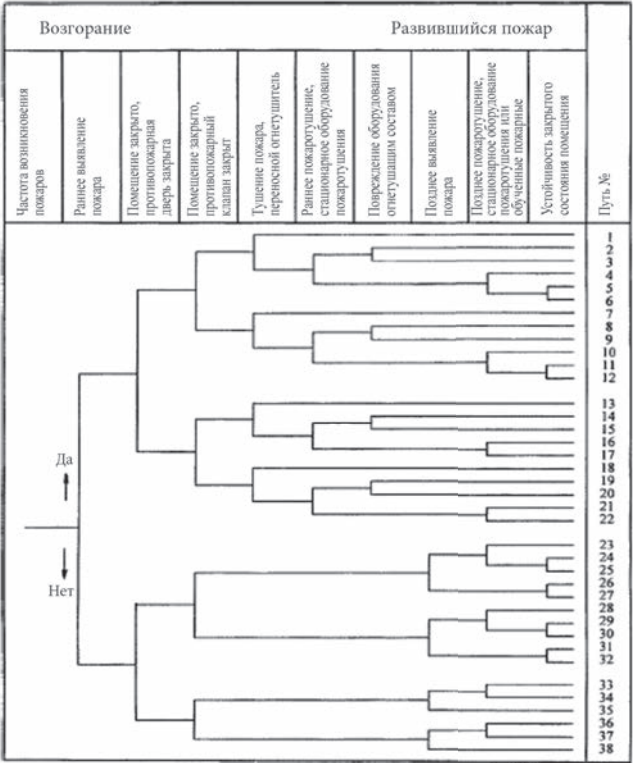 Возгорание
Развившийся пожар
Частота возникновения
пожаров
Раннее выявление
пожара
Помещение закрыто,
противопожарная
дверь закрыта
Помещение закрыто,
противопожарный
клапан закрыт
Тушение пожара,
переносной огнетушитель
Раннее пожаротушение,
стационарное оборудование
пожаротушения
Повреждение оборудования
огнетушащим составом
Позднее выявление
пожара
Позднее пожаротушение,
стационарное оборудование
пожаротушения или
обученные пожарные
Устойчивость закрытого
состояния помещения
Путь №
1
2
3
4
5
6
7
8
9
10
11
12
13
14
15
16
17
Да
18
19
20
21
22
23
24
25
Нет
26
27
28
29
30
31
32
33
34
35
36
37
38